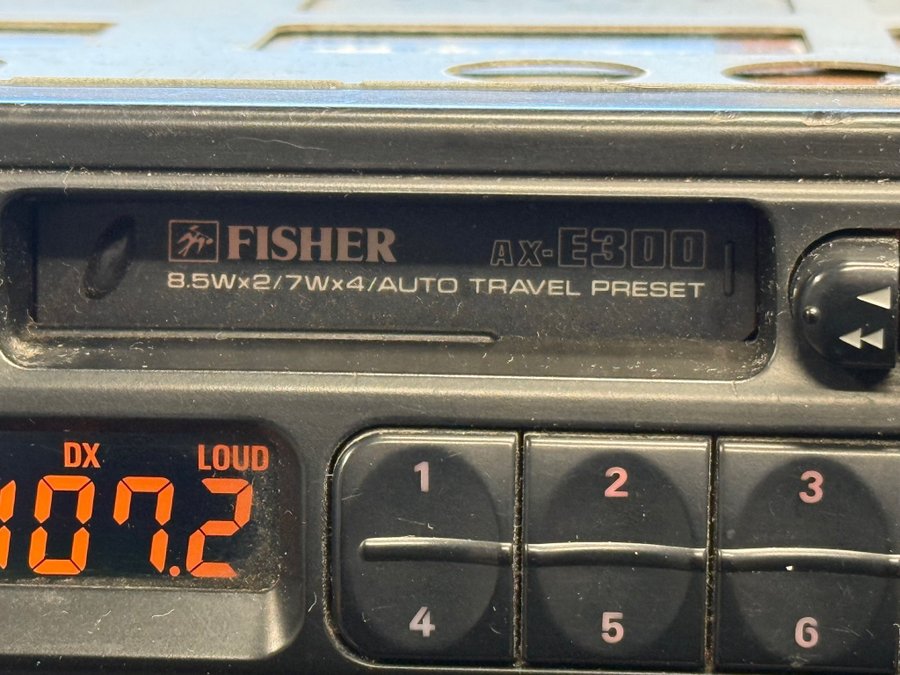 FISHER AX-E300
8.5W×2/7W×4/AUTO TRAVEL PRESET
DX LOUD
107.2
1 2 3
4 5 6